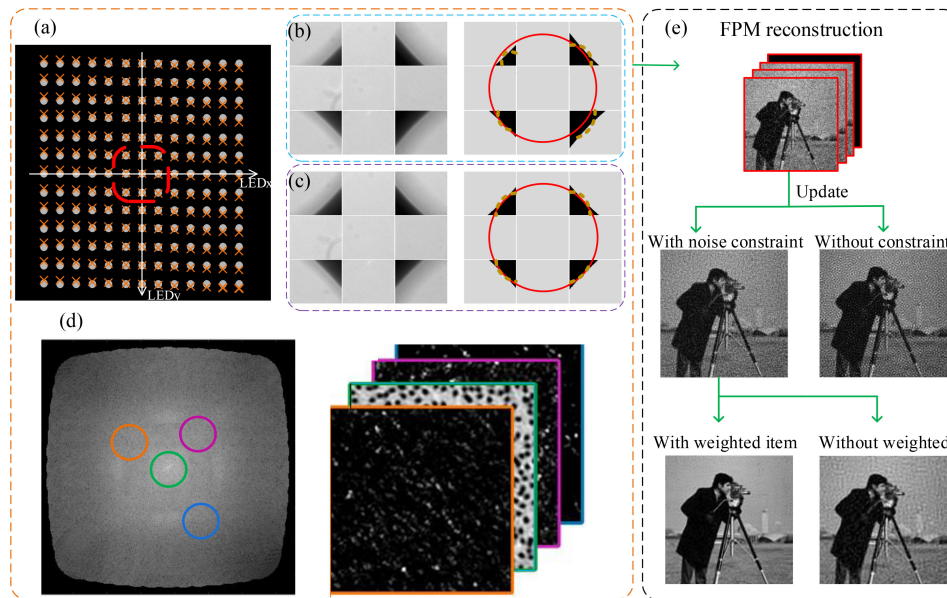 (a)
LEDx
LEDy
(b)
(c)
(d)
(e)
FPM reconstruction
Update
With noise constraint
Without constraint
With weighted item
Without weighted